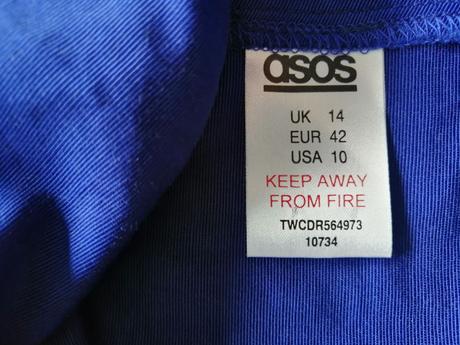 asos
UK 14
EUR 42
USA 10
KEEP AWAY
FROM FIRE
TWCDR564973
10734